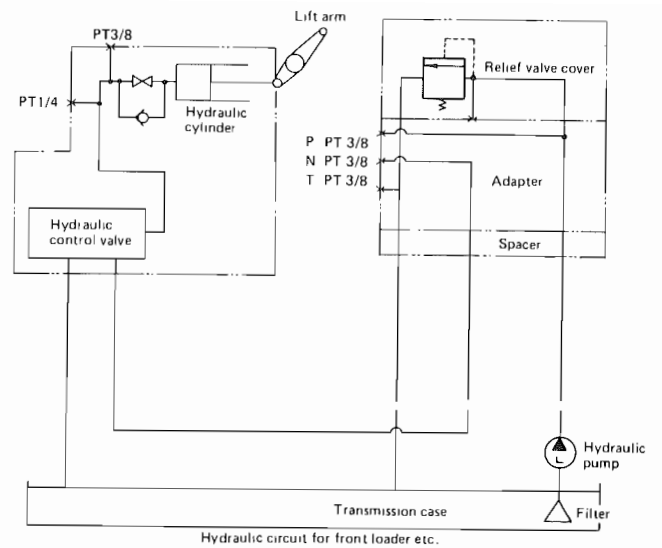 Lift arm
PT3/8
PT1/4
Hydraulic
cylinder
Relief valve cover
P PT 3/8
N PT 3/8
T PT 3/8
Adapter
Spacer
Hydraulic
control valve
Hydraulic
pump
Transmission case
Filter
Hydraulic circuit for front loader etc.